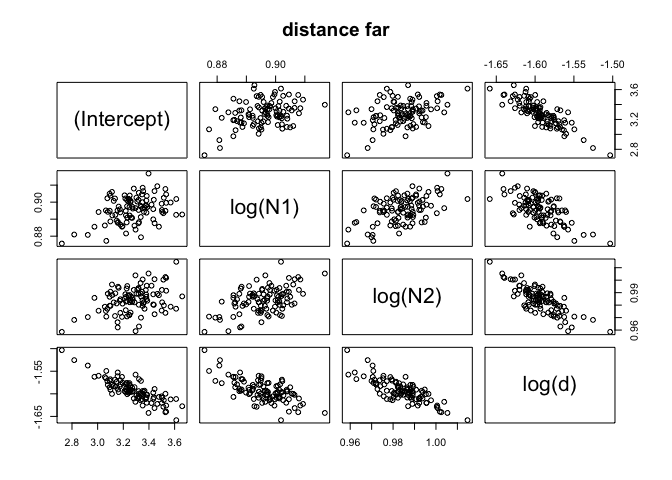 distance far
0.88 0.90
-1.65 -1.60 -1.55 -1.50
(Intercept)
2.8 3.2 3.6
0.88 0.90
log(N1)
log(N2)
0.96 0.99
-1.65 -1.55
log(d)
2.8 3.0 3.2 3.4 3.6
0.96 0.98 1.00